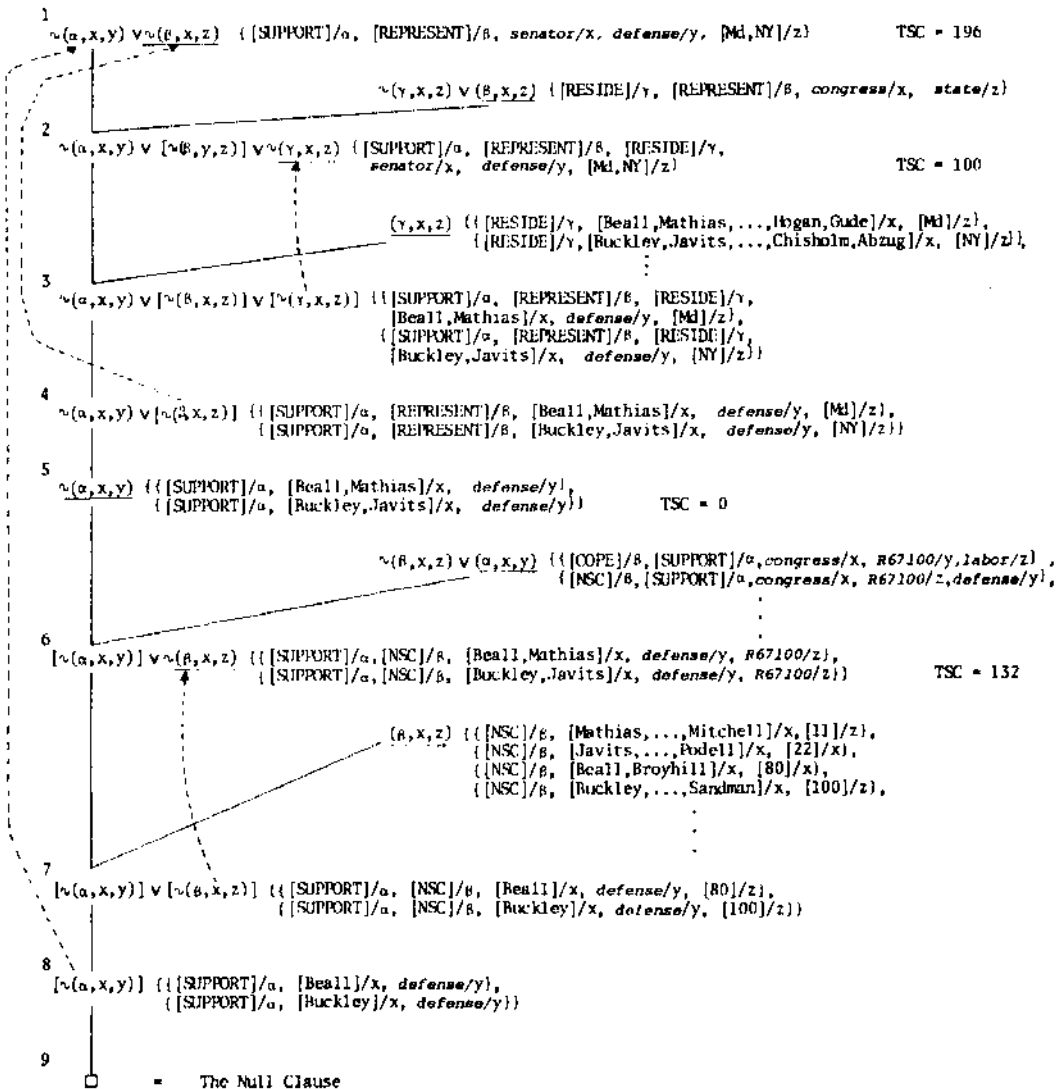 1
~(α,x,y) ∨ ~(β,x,z) {[SUPPORT]/α, [REPRESENT]/β, senator/x, defense/y, [Md,NY]/z} TSC = 196
~(γ,x,z) ∨ (β,x,z) {[RESIDE]/γ, [REPRESENT]/β, congress/x, state/z}
2
~(α,x,y) ∨ [~(β,y,z)] ∨ ~(γ,x,z) {[SUPPORT]/α, [REPRESENT]/β, [RESIDE]/γ,
senator/x, defense/y, [Md,NY]/z} TSC = 100
(γ,x,z) {{[RESIDE]/γ, [Beall,Mathias,...,Hogan,Gude]/x, [Md]/z},
{[RESIDE]/γ,[Buckley,Javits,...,Chisholm,Abzug]/x, [NY]/z}},
3
~(α,x,y) ∨ [~(β,x,z)] ∨ [~(γ,x,z)] {{[SUPPORT]/α, [REPRESENT]/β, [RESIDE]/γ,
[Beall,Mathias]/x, defense/y, [Md]/z},
{[SUPPORT]/α, [REPRESENT]/β, [RESIDE]/γ,
[Buckley,Javits]/x, defense/y, [NY]/z}}
4
~(α,x,y) ∨ [~(β,x,z)] {{[SUPPORT]/α, [REPRESENT]/β, [Beall,Mathias]/x, defense/y, [Md]/z},
{[SUPPORT]/α, [REPRESENT]/β, [Buckley,Javits]/x, defense/y, [NY]/z}}
5
~(α,x,y) {{[SUPPORT]/α, [Beall,Mathias]/x, defense/y},
{[SUPPORT]/α, [Buckley,Javits]/x, defense/y}} TSC = 0
~(β,x,z) ∨ (α,x,y) {{[COPE]/β,[SUPPORT]/α,congress/x, R67100/y,labor/z},
{[NSC]/β,[SUPPORT]/α,congress/x, R67100/z,defense/y},
6
[~(α,x,y)] ∨ ~(β,x,z) {{[SUPPORT]/α,[NSC]/β, [Beall,Mathias]/x, defense/y, R67100/z},
{[SUPPORT]/α,[NSC]/β, [Buckley,Javits]/x, defense/y, R67100/z}} TSC = 132
(β,x,z) {{[NSC]/β, [Mathias,...,Mitchell]/x,[11]/z},
{[NSC]/β, [Javits,...,Podell]/x, [22]/x},
{[NSC]/β, [Beall,Broyhill]/x, [80]/x},
{[NSC]/β, [Buckley,...,Sandman]/x, [100]/z},
7
[~(α,x,y)] ∨ [~(β,x,z)] {{[SUPPORT]/α, [NSC]/β, [Beall]/x, defense/y, [80]/z},
{[SUPPORT]/α, [NSC]/β, [Buckley]/x, defense/y, [100]/z}}
8
[~(α,x,y)] {{[SUPPORT]/α, [Beall]/x, defense/y},
{[SUPPORT]/α, [Buckley]/x, defense/y}}
9
□ = The Null Clause